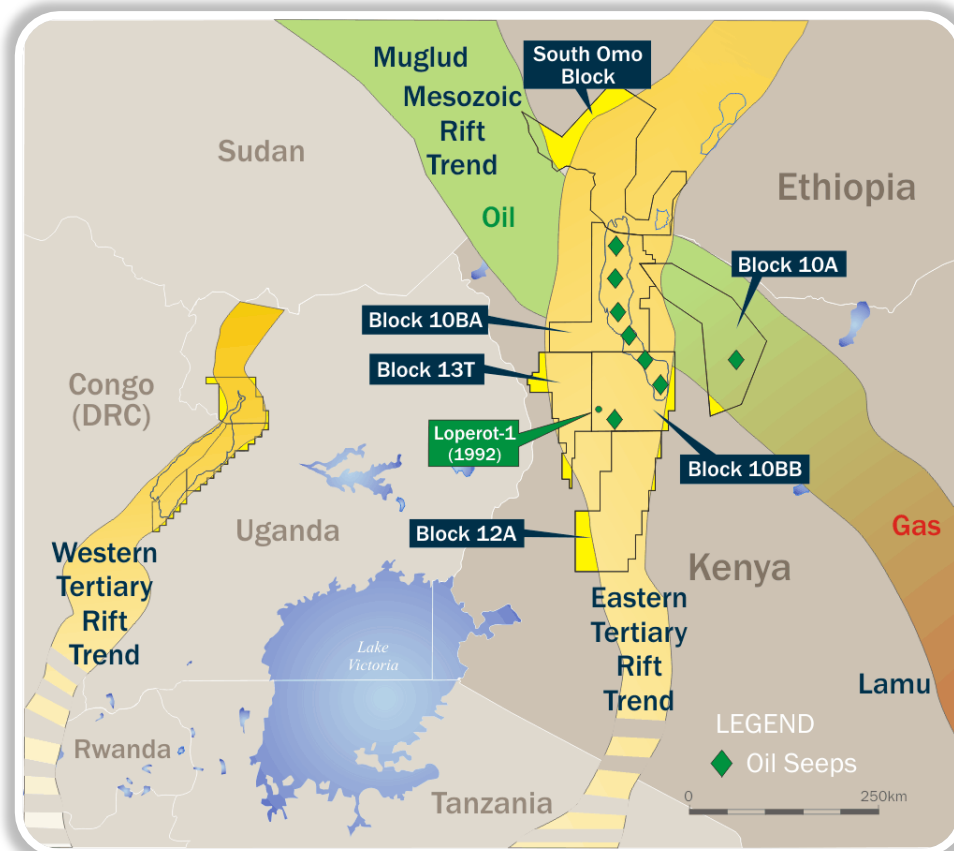 Muglud
Mesozoic
Rift
Trend
South Omo
Block
Sudan
Ethiopia
Oil
Block 10A
Block 10BA
Block 13T
Congo
(DRC)
Loperot-1
(1992)
Block 10BB
Uganda
Block 12A
Gas
Western
Tertiary
Rift
Trend
Kenya
Eastern
Tertiary
Rift
Trend
Lake
Victoria
Lamu
Rwanda
LEGEND
Oil Seeps
Tanzania
0 250km